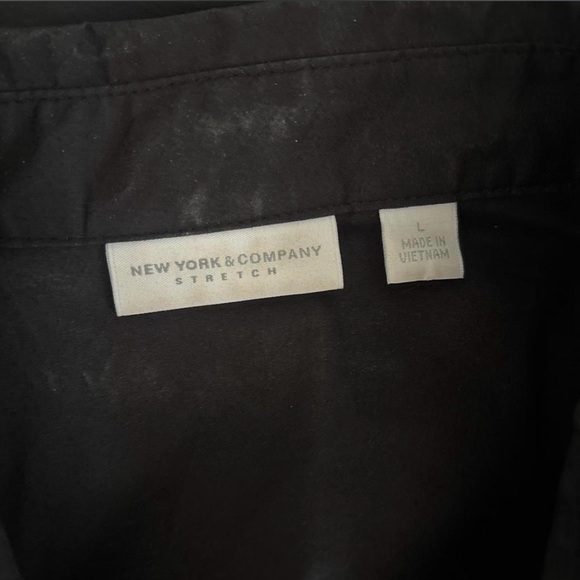 NEW YORK & COMPANY
STRETCH
L
MADE IN
VIETNAM